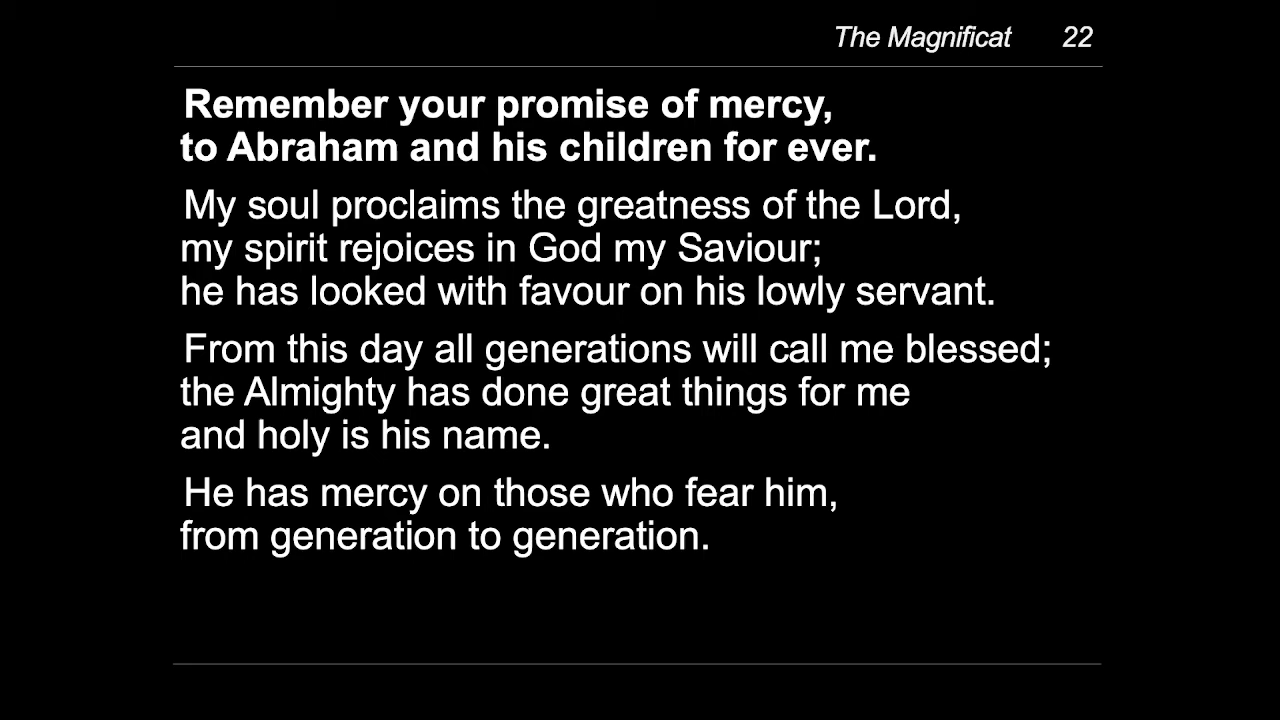 The Magnificat 22
Remember your promise of mercy,
to Abraham and his children for ever.
My soul proclaims the greatness of the Lord,
my spirit rejoices in God my Saviour;
he has looked with favour on his lowly servant.
From this day all generations will call me blessed;
the Almighty has done great things for me
and holy is his name.
He has mercy on those who fear him,
from generation to generation.